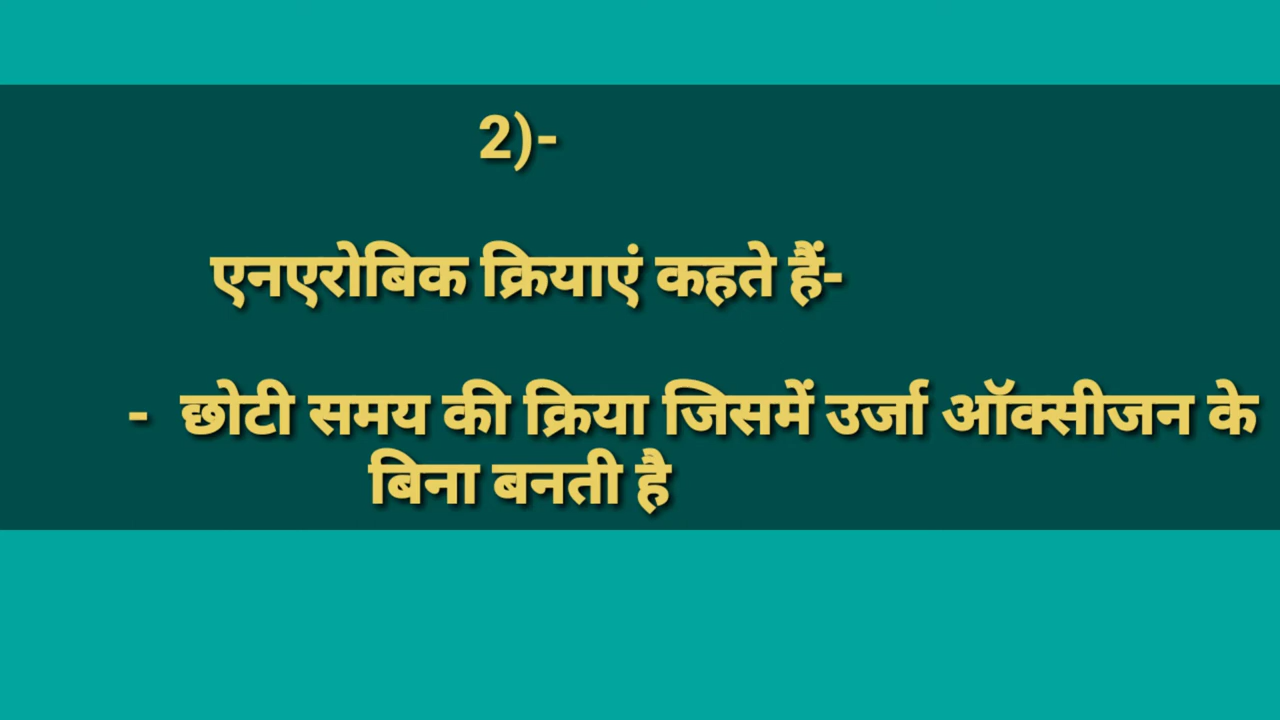 2)-
एनएरोबिक क्रियाएं कहते हैं-
- छोटी समय की क्रिया जिसमें उर्जा ऑक्सीजन के
बिना बनती है